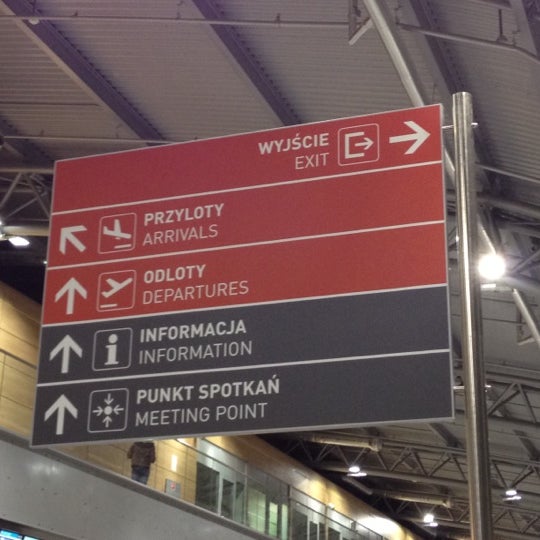 WYJŚCIE
EXIT
PRZYLOTY
ARRIVALS
ODLOTY
DEPARTURES
INFORMACJA
INFORMATION
PUNKT SPOTKAŃ
MEETING POINT